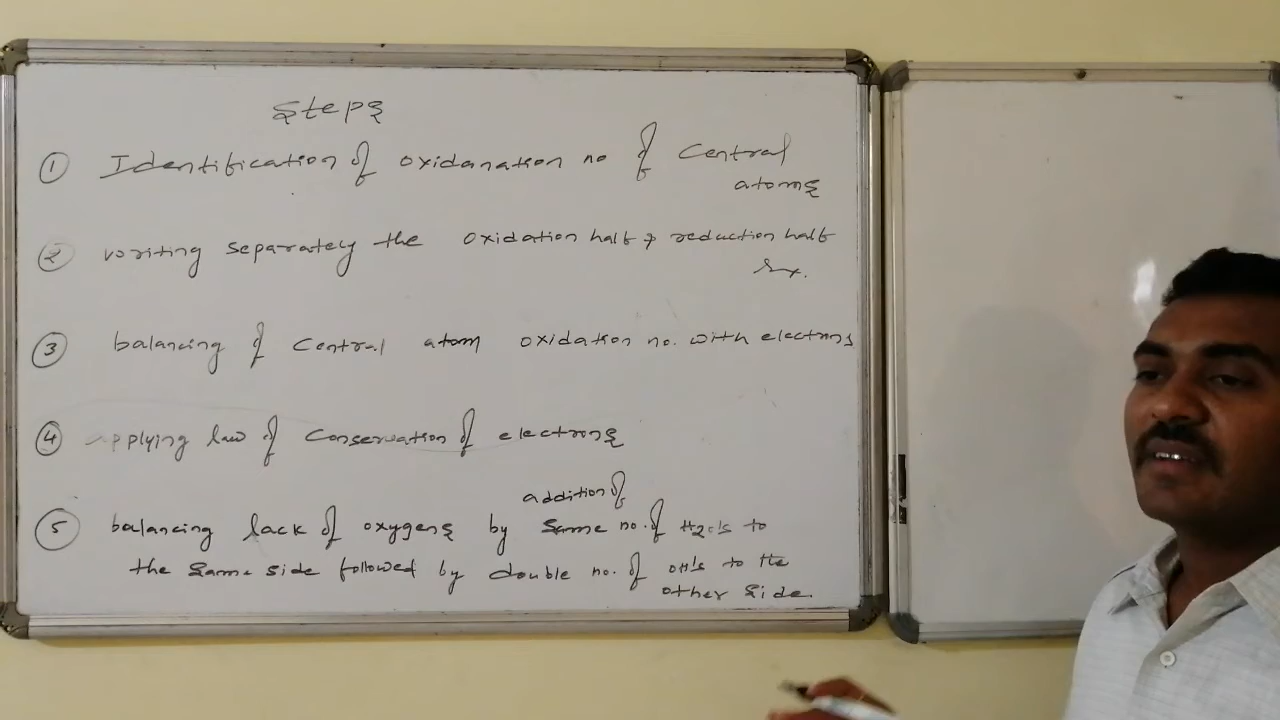 Steps
① Identification of oxidanation no of Central
atoms
② writing separately the oxidation half & reduction half
rx.
③ balancing of Central atom oxidation no. with electrons
④ applying law of Conservation of electrons
addition of
⑤ balancing lack of oxygens by same no. of H2O's to
the same side followed by double no. of OH's to the
other side.